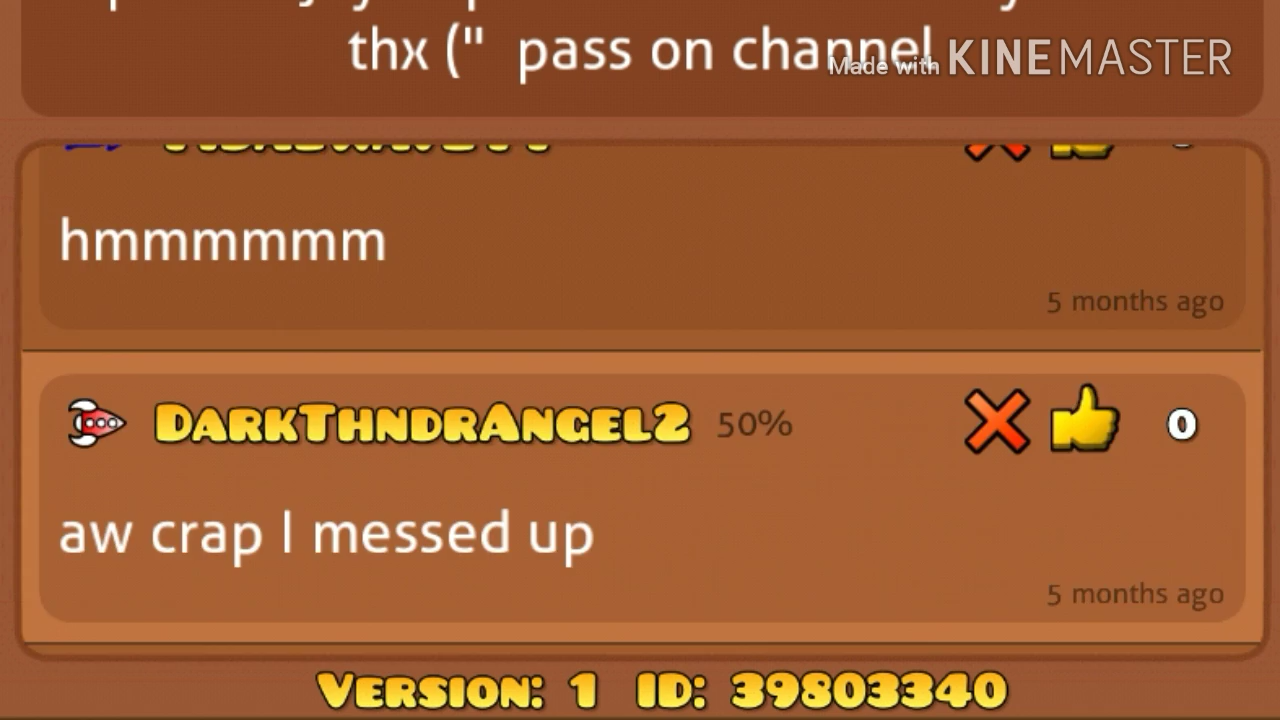 thx (" pass on channel
Made with KINEMASTER
hmmmmmm
5 months ago
DarkThndrAngel2 50% 0
aw crap I messed up
5 months ago
Version: 1 ID: 39803340